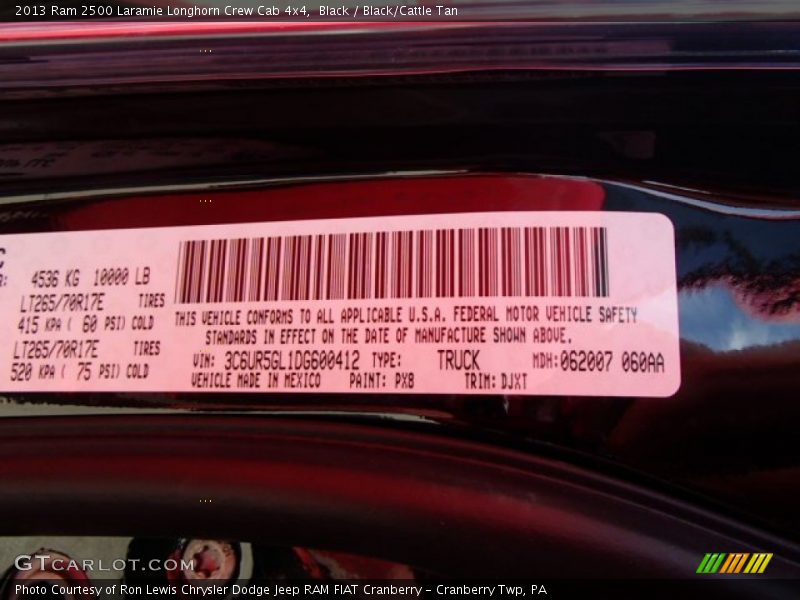 2013 Ram 2500 Laramie Longhorn Crew Cab 4x4, Black / Black/Cattle Tan
4536 KG 10000 LB
LT265/70R17E TIRES
415 KPA ( 60 PSI) COLD
LT265/70R17E TIRES
520 KPA ( 75 PSI) COLD
THIS VEHICLE CONFORMS TO ALL APPLICABLE U.S.A. FEDERAL MOTOR VEHICLE SAFETY
STANDARDS IN EFFECT ON THE DATE OF MANUFACTURE SHOWN ABOVE.
VIN: 3C6UR5GL1DG600412 TYPE: TRUCK MDH:062007 060AA
VEHICLE MADE IN MEXICO PAINT: PX8 TRIM: DJXT
GTCARLOT.COM
Photo Courtesy of Ron Lewis Chrysler Dodge Jeep RAM FIAT Cranberry – Cranberry Twp, PA